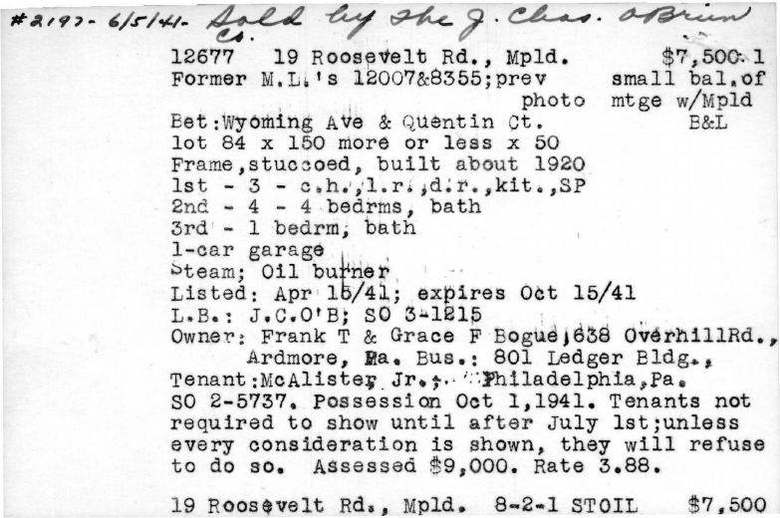 #2197- 6/5/41- Sold by The J. Chas. O'Brien
Co.
12677 19 Roosevelt Rd., Mpld. $7,500.1
Former M.L.'s 12007&8355;prev small bal.of
photo mtge w/Mpld
Bet:Wyoming Ave & Quentin Ct. B&L
lot 84 x 150 more or less x 50
Frame,stuccoed, built about 1920
1st - 3 - c.h.,l.r.,d.r.,kit.,SP
2nd - 4 - 4 bedrms, bath
3rd - 1 bedrm, bath
1-car garage
Steam; Oil burner
Listed: Apr 15/41; expires Oct 15/41
L.B.: J.C.O'B; SO 3-1215
Owner: Frank T & Grace F Bogue,638 OverhillRd.,
Ardmore, Pa. Bus.: 801 Ledger Bldg.,
Tenant:McAlister Jr., Philadelphia,Pa.
SO 2-5737. Possession Oct 1,1941. Tenants not
required to show until after July 1st;unless
every consideration is shown, they will refuse
to do so. Assessed $9,000. Rate 3.88.
19 Roosevelt Rd., Mpld. 8-2-1 STOIL $7,500